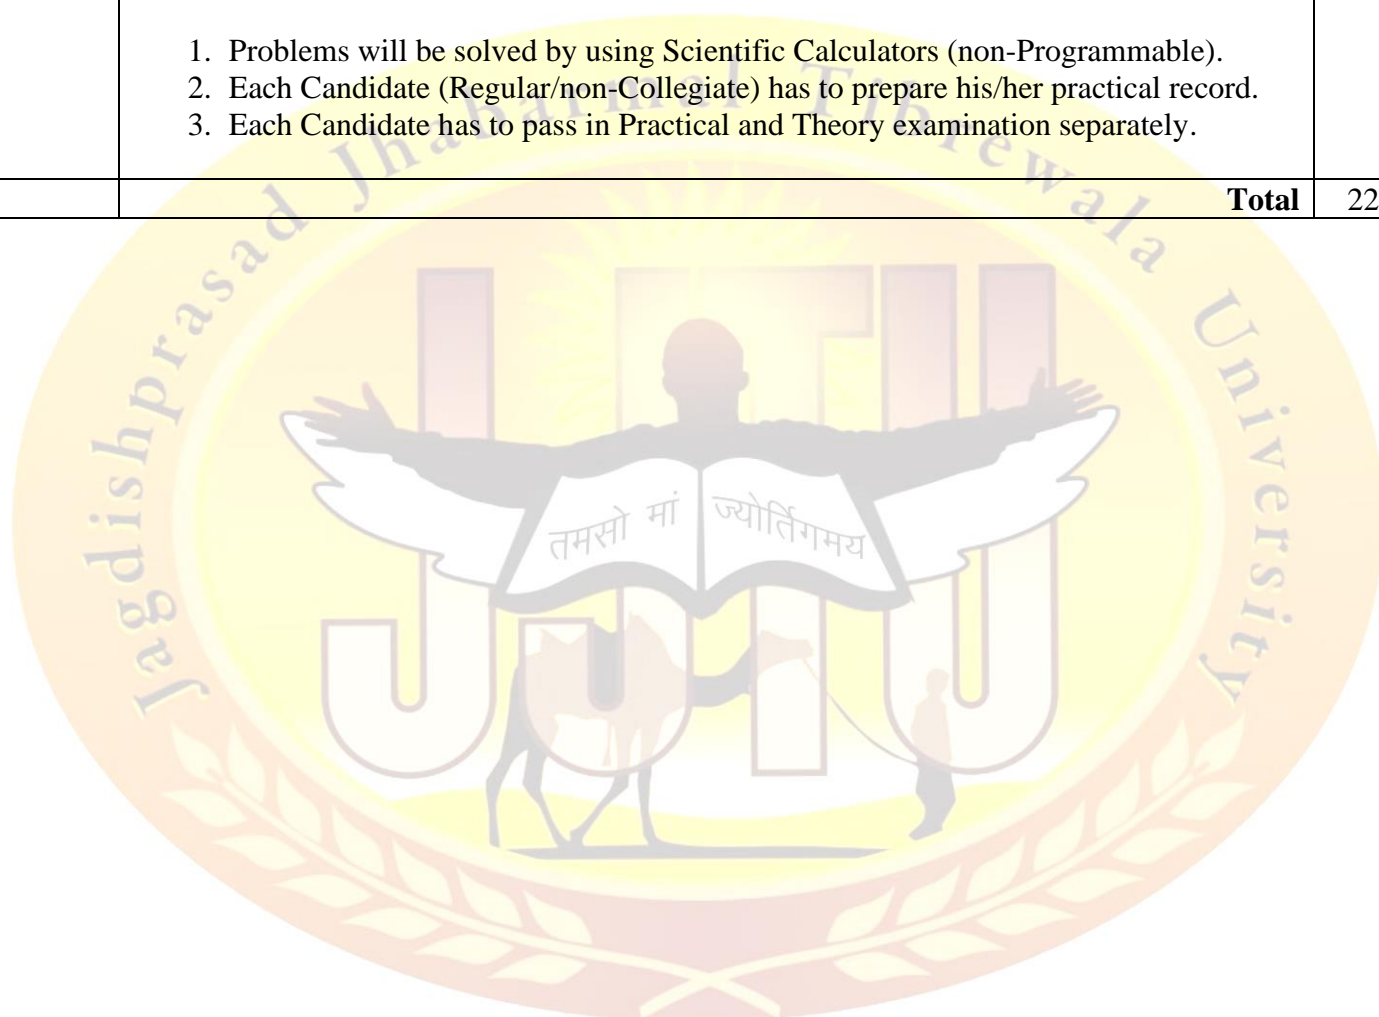 1. Problems will be solved by using Scientific Calculators (non-Programmable).
2. Each Candidate (Regular/non-Collegiate) has to prepare his/her practical record.
3. Each Candidate has to pass in Practical and Theory examination separately.
Total 22
Jagdishprasad Jhabarmal Tibrewala University
JJTU
तमसो मां ज्योर्तिगमय